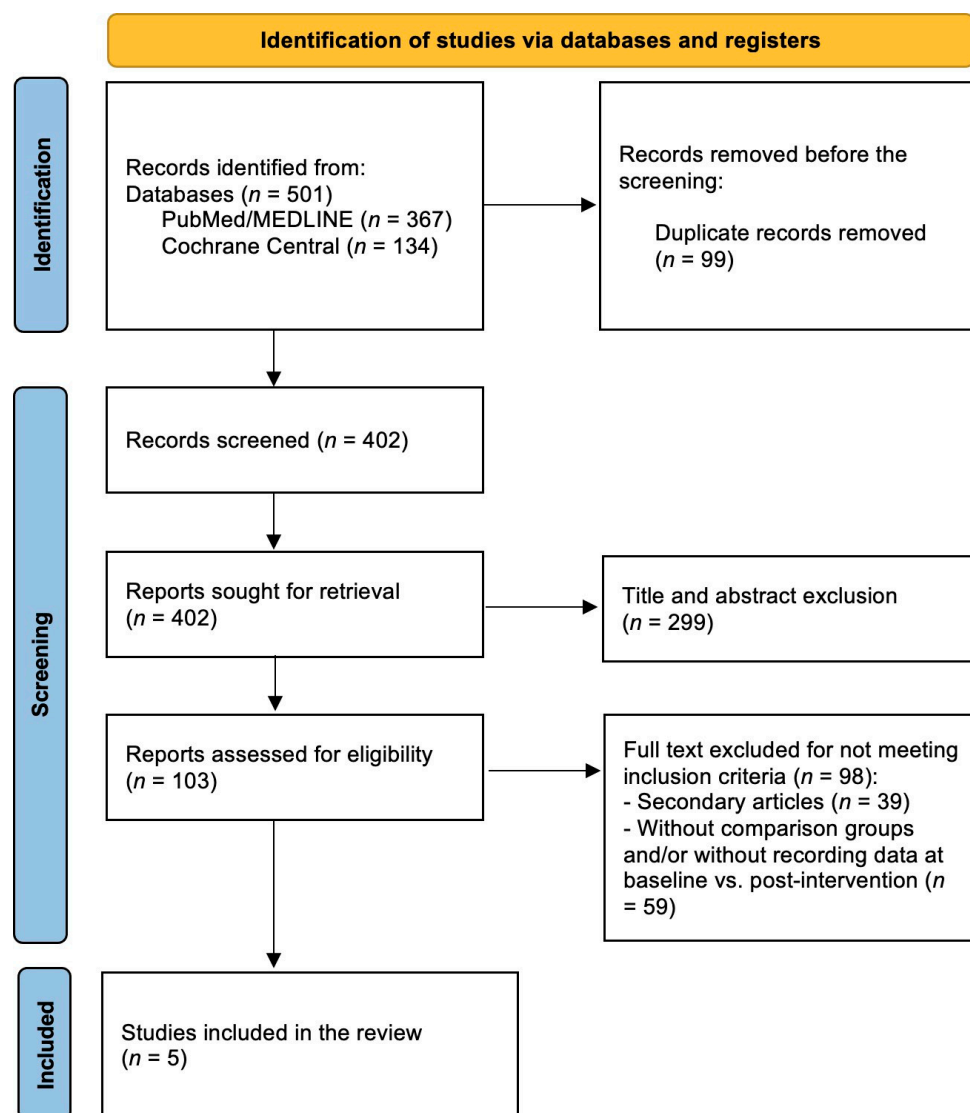 Identification of studies via databases and registers
Identification
Records identified from:
Databases (n = 501)
PubMed/MEDLINE (n = 367)
Cochrane Central (n = 134)
Records removed before the
screening:
Duplicate records removed
(n = 99)
Screening
Records screened (n = 402)
Reports sought for retrieval
(n = 402)
Title and abstract exclusion
(n = 299)
Reports assessed for eligibility
(n = 103)
Full text excluded for not meeting
inclusion criteria (n = 98):
- Secondary articles (n = 39)
- Without comparison groups
and/or without recording data at
baseline vs. post-intervention (n
= 59)
Included
Studies included in the review
(n = 5)